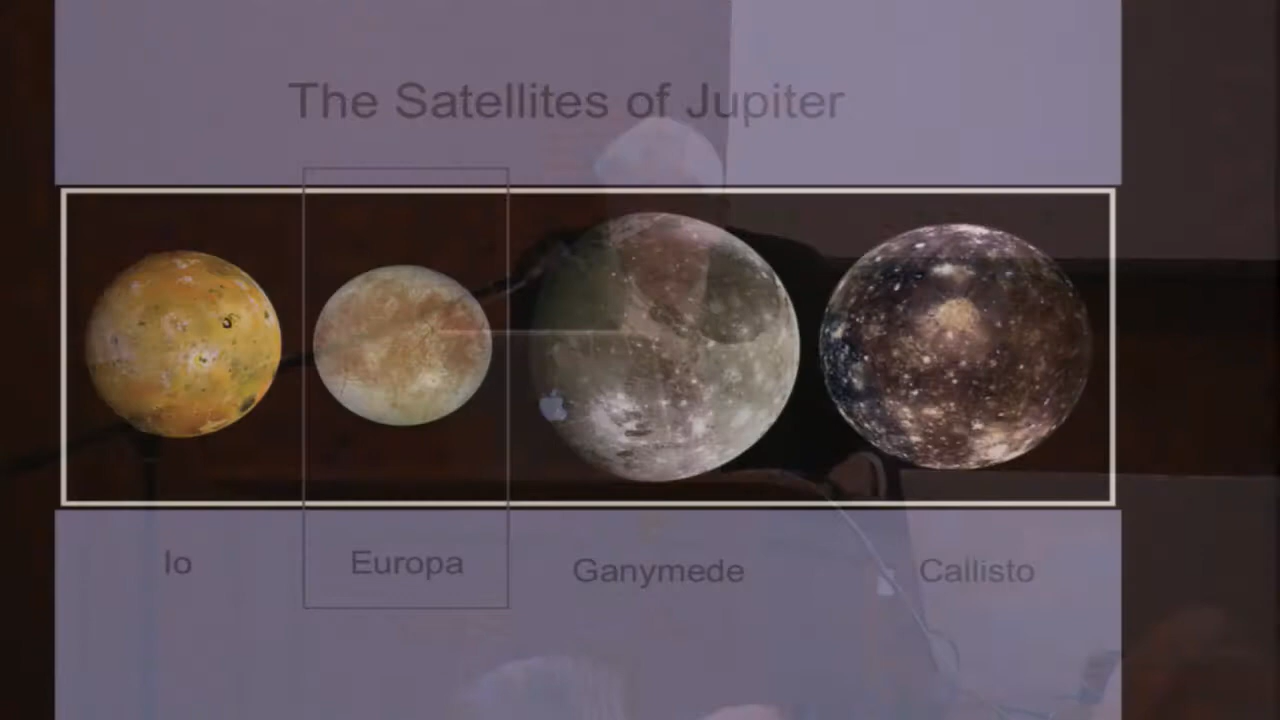 The Satellites of Jupiter
Io
Europa
Ganymede
Callisto